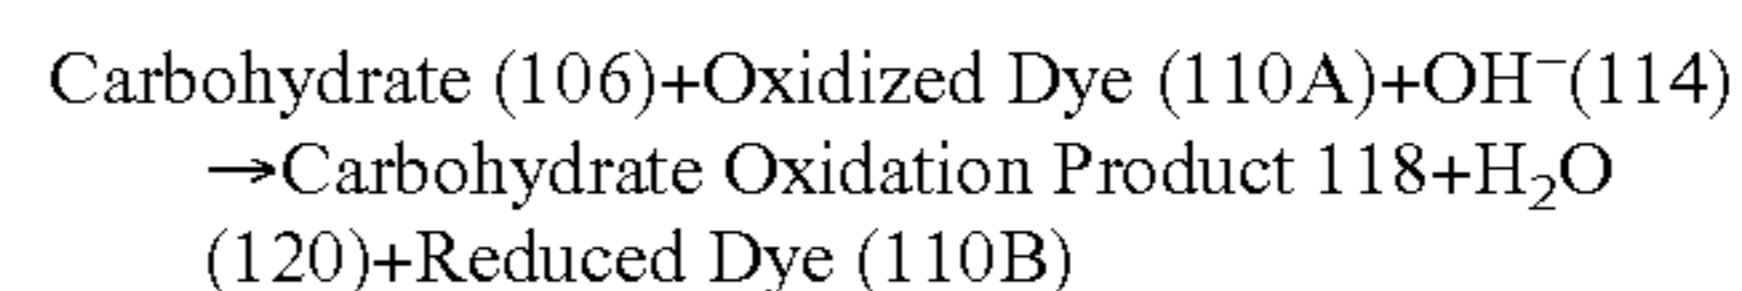 Carbohydrate (106)+Oxidized Dye (110A)+OH⁻(114)
→Carbohydrate Oxidation Product 118+H₂O
(120)+Reduced Dye (110B)